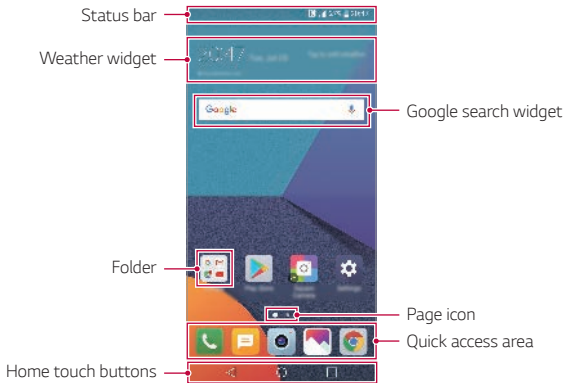 Status bar
Weather widget
Google
Google search widget
Folder
Page icon
Quick access area
Home touch buttons